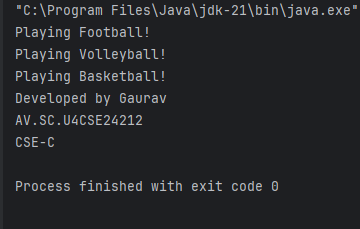 "C:\Program Files\Java\jdk-21\bin\java.exe"
Playing Football!
Playing Volleyball!
Playing Basketball!
Developed by Gaurav
AV.SC.U4CSE24212
CSE-C
Process finished with exit code 0